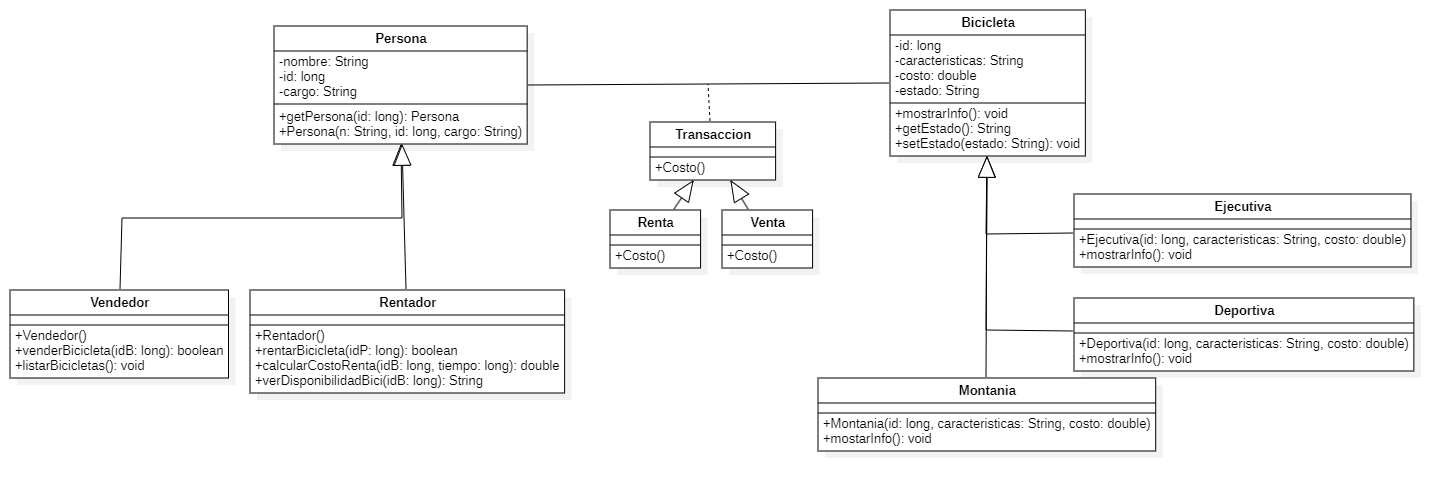 Persona
-nombre: String
-id: long
-cargo: String
+getPersona(id: long): Persona
+Persona(n: String, id: long, cargo: String)
Bicicleta
-id: long
-caracteristicas: String
-costo: double
-estado: String
+mostrarInfo(): void
+getEstado(): String
+setEstado(estado: String): void
Transaccion
+Costo()
Renta
+Costo()
Venta
+Costo()
Ejecutiva
+Ejecutiva(id: long, caracteristicas: String, costo: double)
+mostrarInfo(): void
Vendedor
+Vendedor()
+venderBicicleta(idB: long): boolean
+listarBicicletas(): void
Rentador
+Rentador()
+rentarBicicleta(idP: long): boolean
+calcularCostoRenta(idB: long, tiempo: long): double
+verDisponibilidadBici(idB: long): String
Deportiva
+Deportiva(id: long, caracteristicas: String, costo: double)
+mostrarInfo(): void
Montania
+Montania(id: long, caracteristicas: String, costo: double)
+mostarInfo(): void